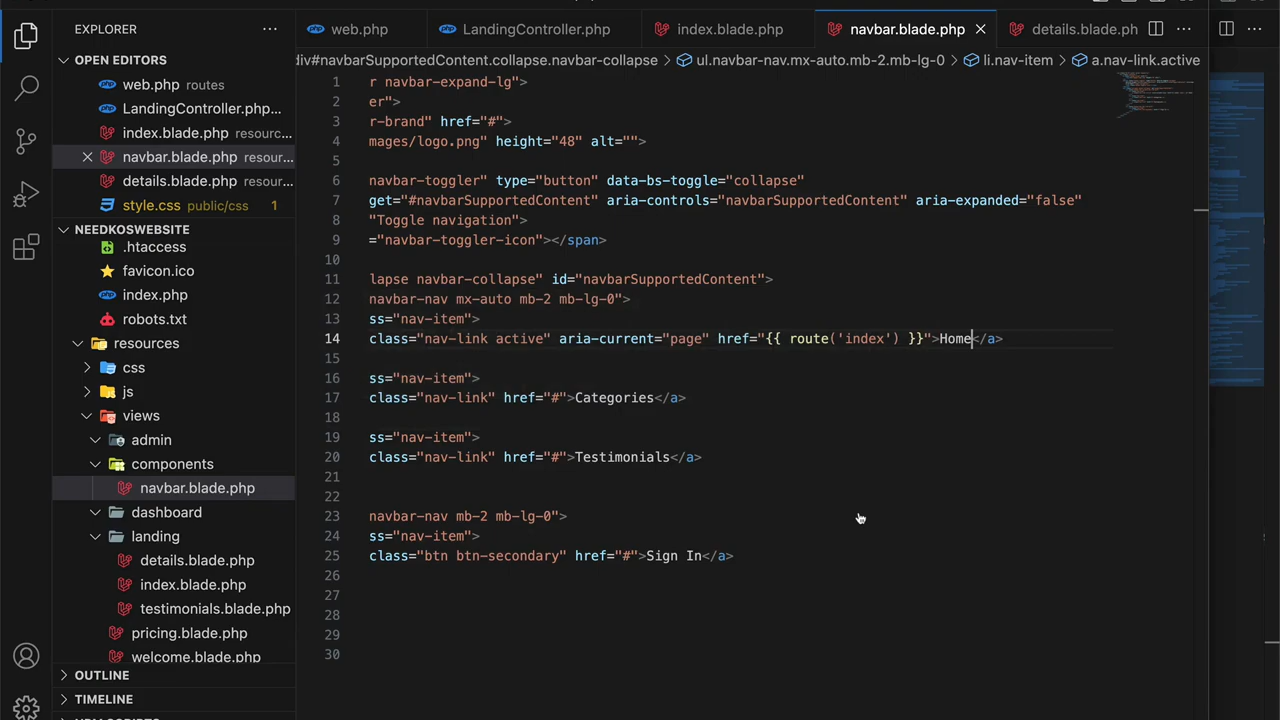 EXPLORER
OPEN EDITORS
web.php routes
LandingController.php...
index.blade.php resourc...
navbar.blade.php resour...
details.blade.php resour...
style.css public/css 1
NEEDKOSWEBSITE
.htaccess
favicon.ico
index.php
robots.txt
resources
css
js
views
admin
components
navbar.blade.php
dashboard
landing
details.blade.php
index.blade.php
testimonials.blade.php
pricing.blade.php
welcome.blade.php
OUTLINE
TIMELINE
web.php LandingController.php index.blade.php navbar.blade.php details.blade.ph
div#navbarSupportedContent.collapse.navbar-collapse > ul.navbar-nav.mx-auto.mb-2.mb-lg-0 > li.nav-item > a.nav-link.active
1 r navbar-expand-lg">
2 er">
3 r-brand" href="#">
4 mages/logo.png" height="48" alt="">
5
6 navbar-toggler" type="button" data-bs-toggle="collapse"
7 get="#navbarSupportedContent" aria-controls="navbarSupportedContent" aria-expanded="false"
8 "Toggle navigation">
9 ="navbar-toggler-icon"></span>
10
11 lapse navbar-collapse" id="navbarSupportedContent">
12 navbar-nav mx-auto mb-2 mb-lg-0">
13 ss="nav-item">
14 class="nav-link active" aria-current="page" href="{{ route('index') }}">Home</a>
15
16 ss="nav-item">
17 class="nav-link" href="#">Categories</a>
18
19 ss="nav-item">
20 class="nav-link" href="#">Testimonials</a>
21
22
23 navbar-nav mb-2 mb-lg-0">
24 ss="nav-item">
25 class="btn btn-secondary" href="#">Sign In</a>
26
27
28
29
30